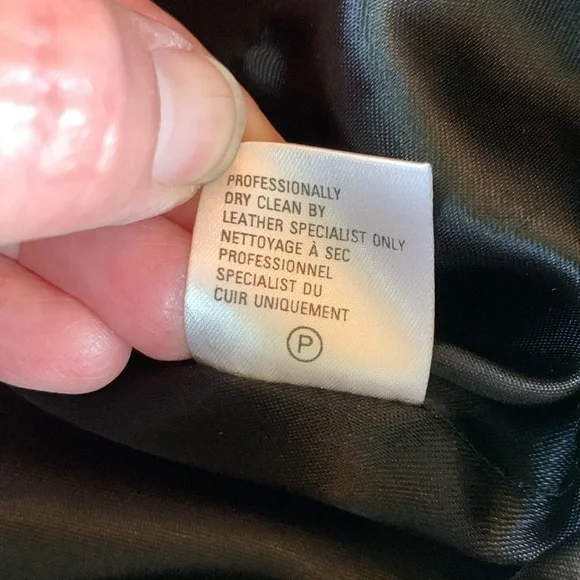 PROFESSIONALLY
DRY CLEAN BY
LEATHER SPECIALIST ONLY
NETTOYAGE À SEC
PROFESSIONNEL
SPECIALIST DU
CUIR UNIQUEMENT
P